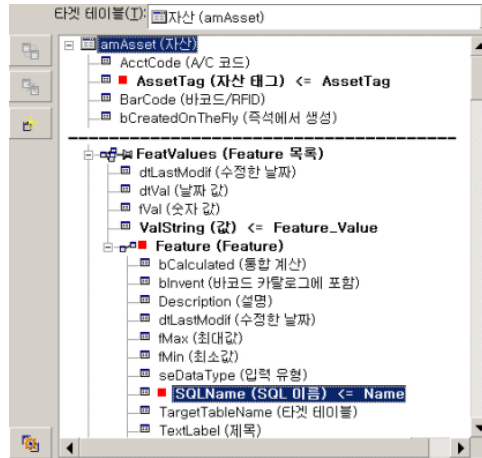 타겟 테이블(T): 자산 (amAsset)
amAsset (자산)
AcctCode (A/C 코드)
AssetTag (자산 태그) <= AssetTag
BarCode (바코드/RFID)
bCreatedOnTheFly (즉석에서 생성)
FeatValues (Feature 목록)
dtLastModif (수정한 날짜)
dtVal (날짜 값)
fVal (숫자 값)
ValString (값) <= Feature_Value
Feature (Feature)
bCalculated (통합 계산)
bInvent (바코드 카탈로그에 포함)
Description (설명)
dtLastModif (수정한 날짜)
fMax (최대값)
fMin (최소값)
seDataType (입력 유형)
SQLName (SQL 이름) <= Name
TargetTableName (타겟 테이블)
TextLabel (제목)